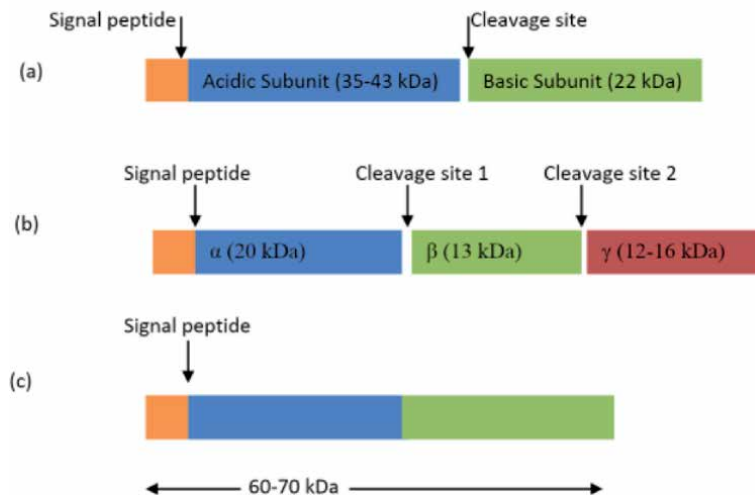 Signal peptide Cleavage site
(a)
Acidic Subunit (35-43 kDa) Basic Subunit (22 kDa)
Signal peptide Cleavage site 1 Cleavage site 2
(b)
α (20 kDa) β (13 kDa) γ (12-16 kDa)
Signal peptide
(c)
60-70 kDa